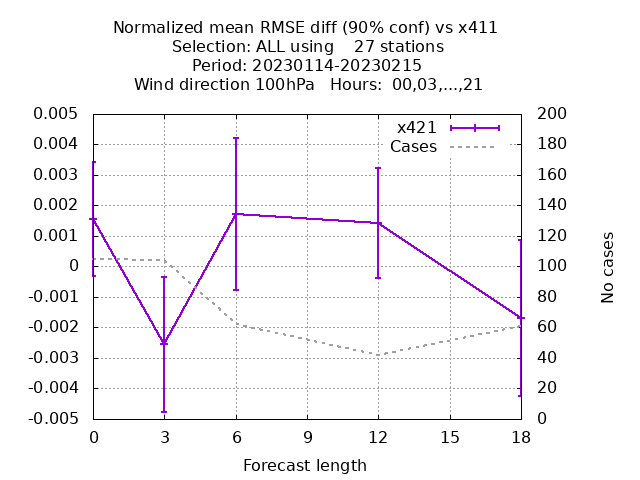 Normalized mean RMSE diff (90% conf) vs x411
Selection: ALL using    27 stations
Period: 20230114-20230215
Wind direction 100hPa   Hours:  00,03,...,21
x421
Cases
0.005
0.004
0.003
0.002
0.001
0
-0.001
-0.002
-0.003
-0.004
-0.005
200
180
160
140
120
100
80
60
40
20
0
No cases
0 3 6 9 12 15 18
Forecast length